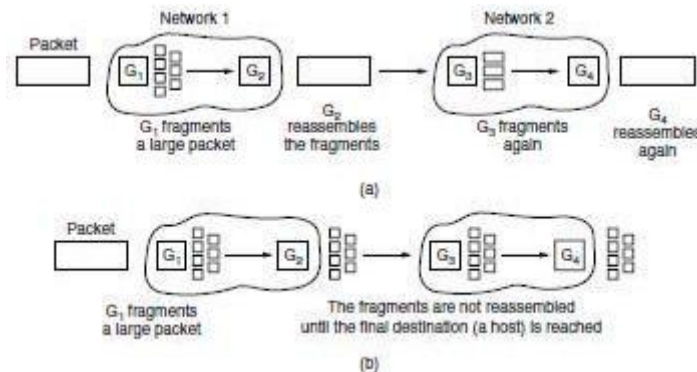 Network 1
Network 2
Packet
G1
G2
G3
G4
G1 fragments
a large packet
G2
reassembles
the fragments
G3 fragments
again
G4
reassembles
again
(a)
Packet
G1
G2
G3
G4
G1 fragments
a large packet
The fragments are not reassembled
until the final destination (a host) is reached
(b)